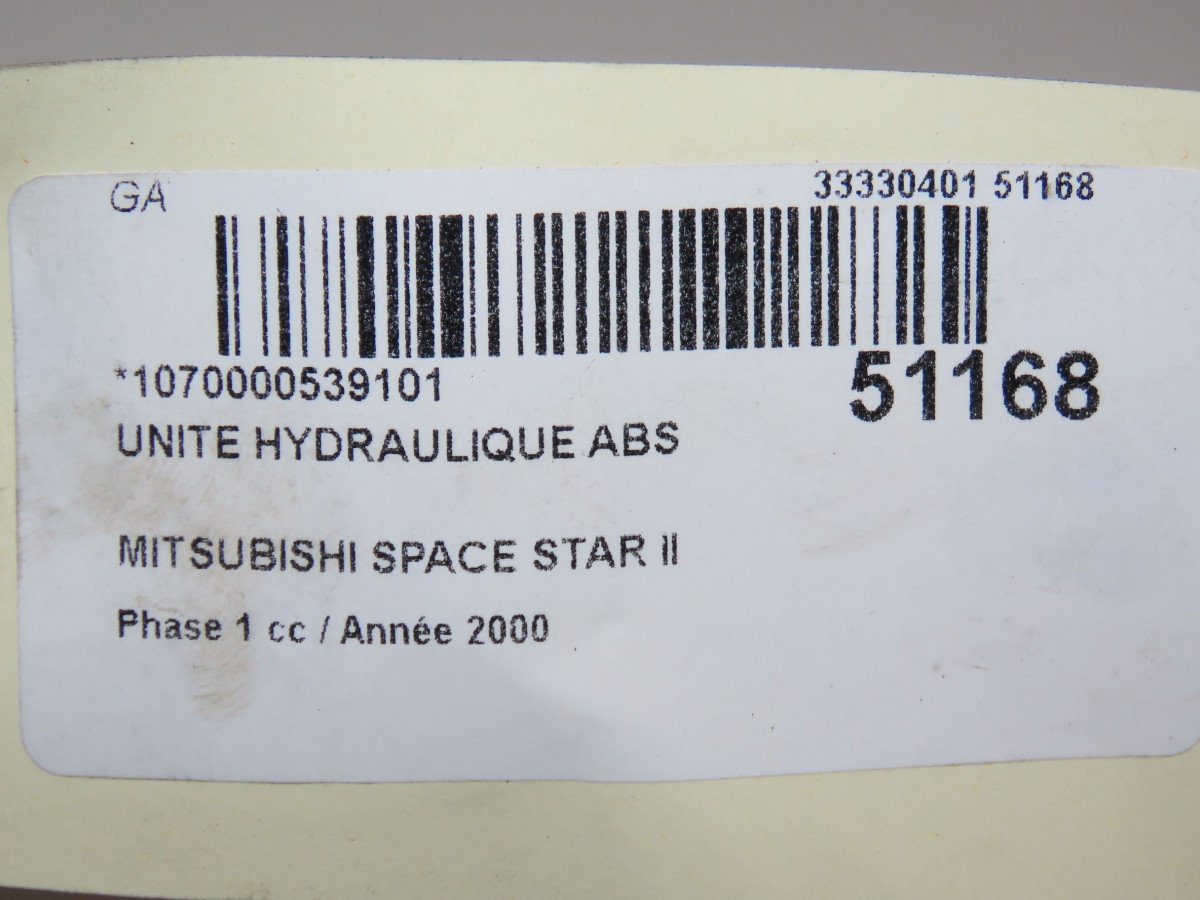 GA 33330401 51168
*1070000539101 51168
UNITE HYDRAULIQUE ABS
MITSUBISHI SPACE STAR II
Phase 1 cc / Année 2000